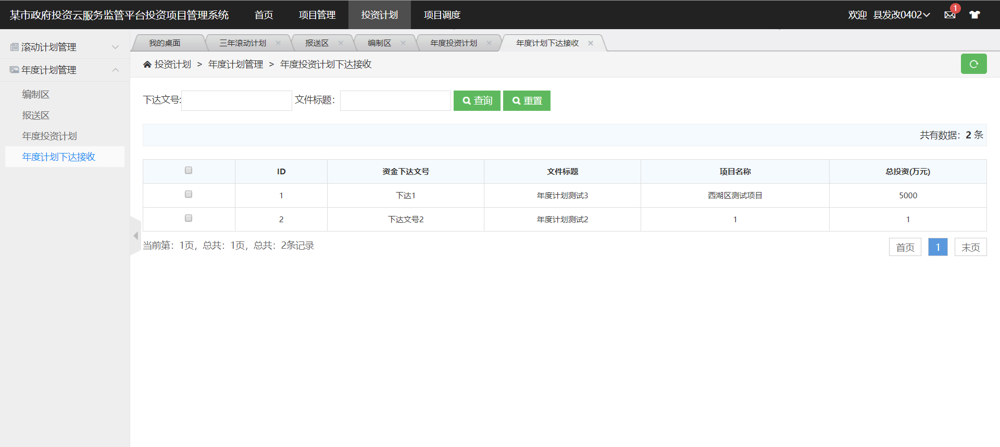 某市政府投资云服务监管平台投资项目管理系统 首页 项目管理 投资计划 项目调度 欢迎 县发改0402 1
滚动计划管理
年度计划管理
编制区
报送区
年度投资计划
年度计划下达接收
我的桌面 三年滚动计划 报送区 编制区 年度投资计划 年度计划下达接收
投资计划 > 年度计划管理 > 年度投资计划下达接收
下达文号: 文件标题： 查询 重置
共有数据：2 条
ID 资金下达文号 文件标题 项目名称 总投资(万元)
1 下达1 年度计划测试3 西湖区测试项目 5000
2 下达文号2 年度计划测试2 1 1
当前第：1页，总共：1页，总共：2条记录 首页 1 末页